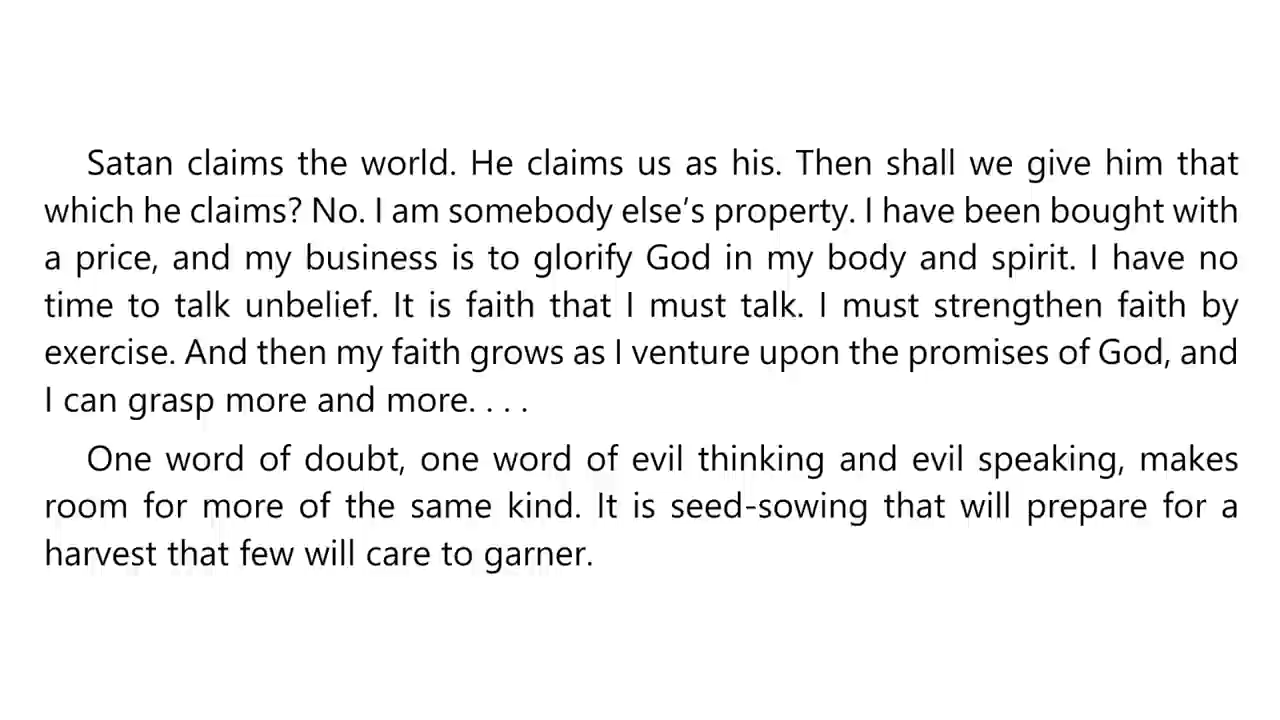 Satan claims the world. He claims us as his. Then shall we give him that
which he claims? No. I am somebody else’s property. I have been bought with
a price, and my business is to glorify God in my body and spirit. I have no
time to talk unbelief. It is faith that I must talk. I must strengthen faith by
exercise. And then my faith grows as I venture upon the promises of God, and
I can grasp more and more. . . .
One word of doubt, one word of evil thinking and evil speaking, makes
room for more of the same kind. It is seed-sowing that will prepare for a
harvest that few will care to garner.